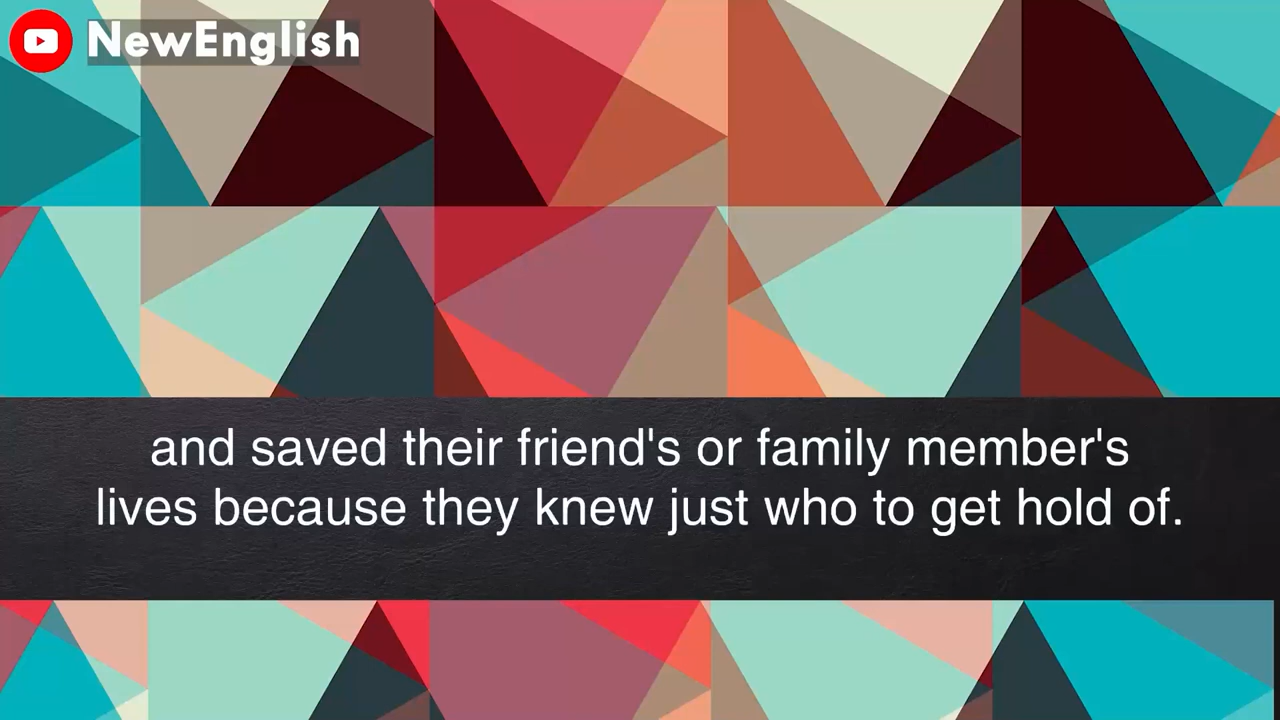 NewEnglish
and saved their friend's or family member's
lives because they knew just who to get hold of.